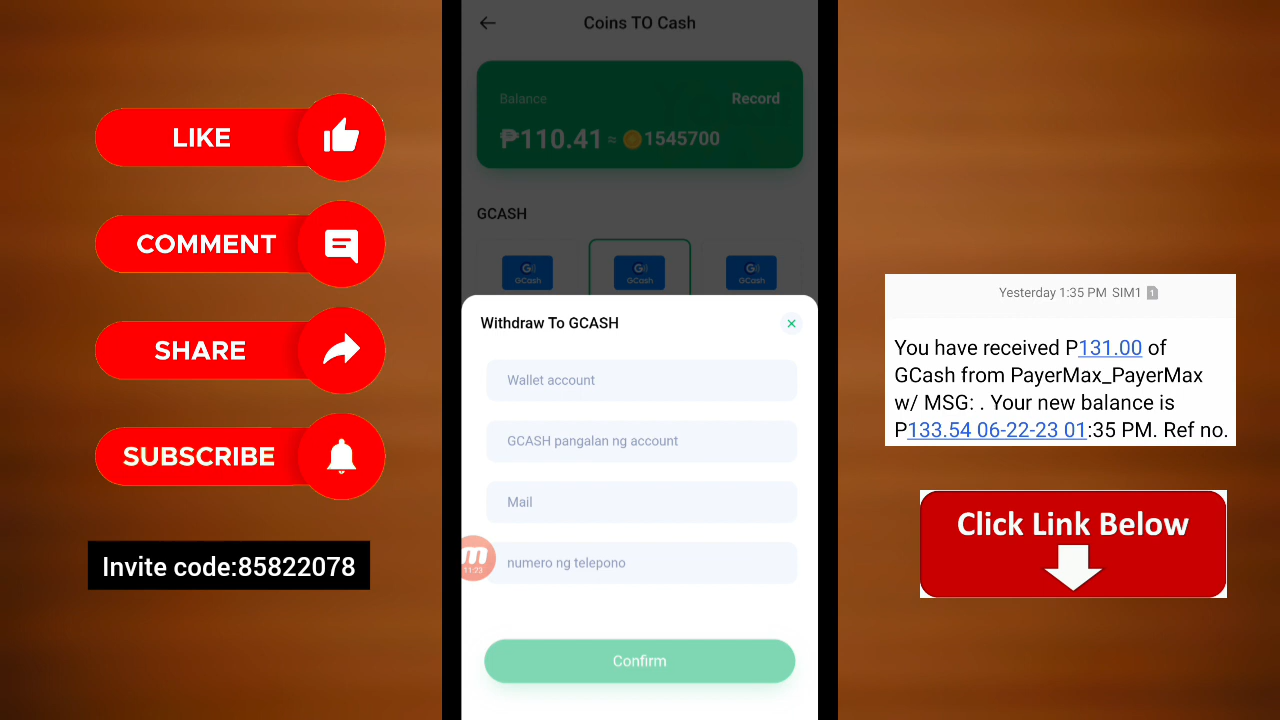 LIKE
COMMENT
SHARE
SUBSCRIBE
Invite code:85822078
Coins TO Cash
Balance
Record
₱110.41 ≈ 1545700
GCASH
GCash
GCash
GCash
Withdraw To GCASH
Wallet account
GCASH pangalan ng account
Mail
numero ng telepono
11:23
Confirm
Yesterday 1:35 PM SIM1 1
You have received P131.00 of
GCash from PayerMax_PayerMax
w/ MSG: . Your new balance is
P133.54 06-22-23 01:35 PM. Ref no.
Click Link Below